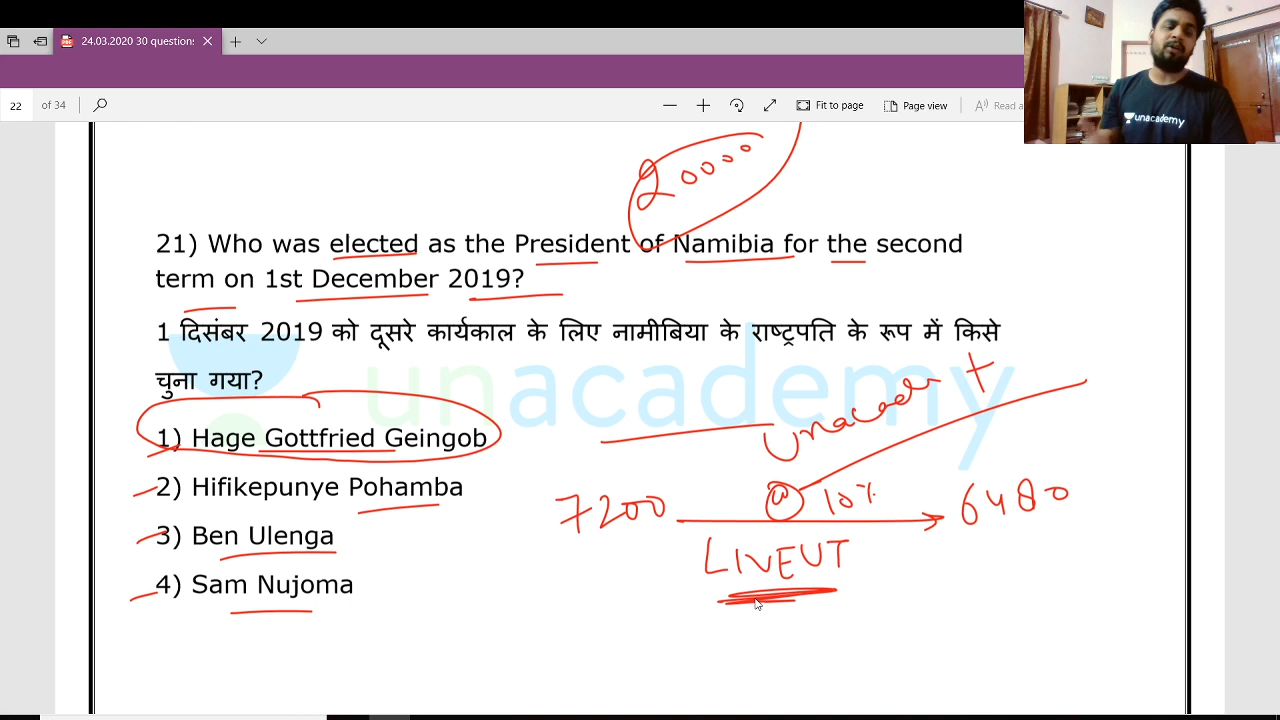 24.03.2020 30 questions
22 of 34
Fit to page
Page view
Read a
unacademy
20000
21) Who was elected as the President of Namibia for the second
term on 1st December 2019?
1 दिसंबर 2019 को दूसरे कार्यकाल के लिए नामीबिया के राष्ट्रपति के रूप में किसे
चुना गया?
unacademy
1) Hage Gottfried Geingob
2) Hifikepunye Pohamba
3) Ben Ulenga
4) Sam Nujoma
7200 @ 10% 6480
LIVEUT